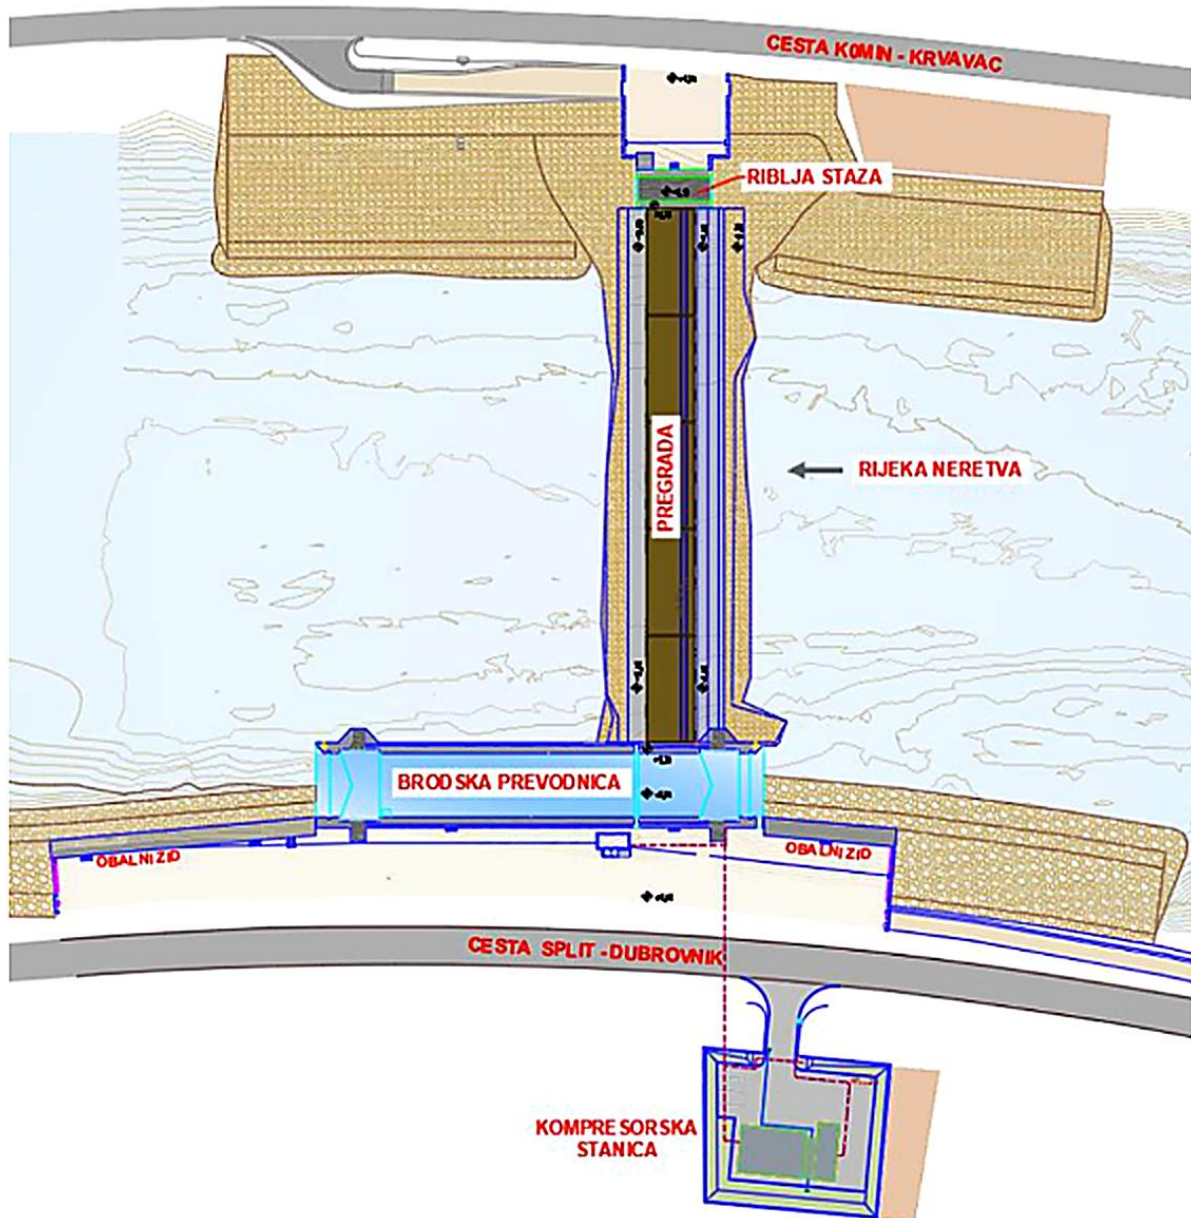 CESTA KOMIN - KRVAVAC
RIBLJA STAZA
PREGRADA
RIJEKA NERETVA
BRODSKA PREVODNICA
OBALNI ZID
OBALNI ZID
CESTA SPLIT - DUBROVNIK
KOMPRESORSKA
STANICA